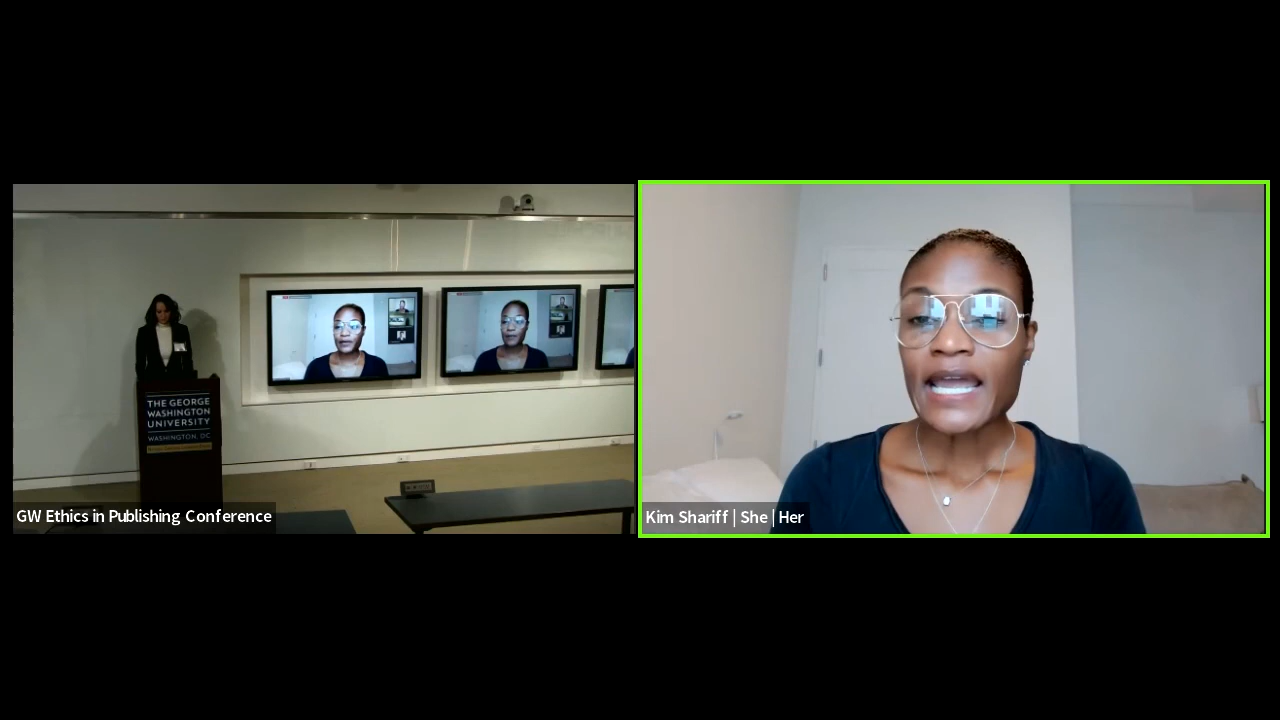 THE GEORGE
WASHINGTON
UNIVERSITY
WASHINGTON, DC
GW Ethics in Publishing Conference
Kim Shariff | She | Her